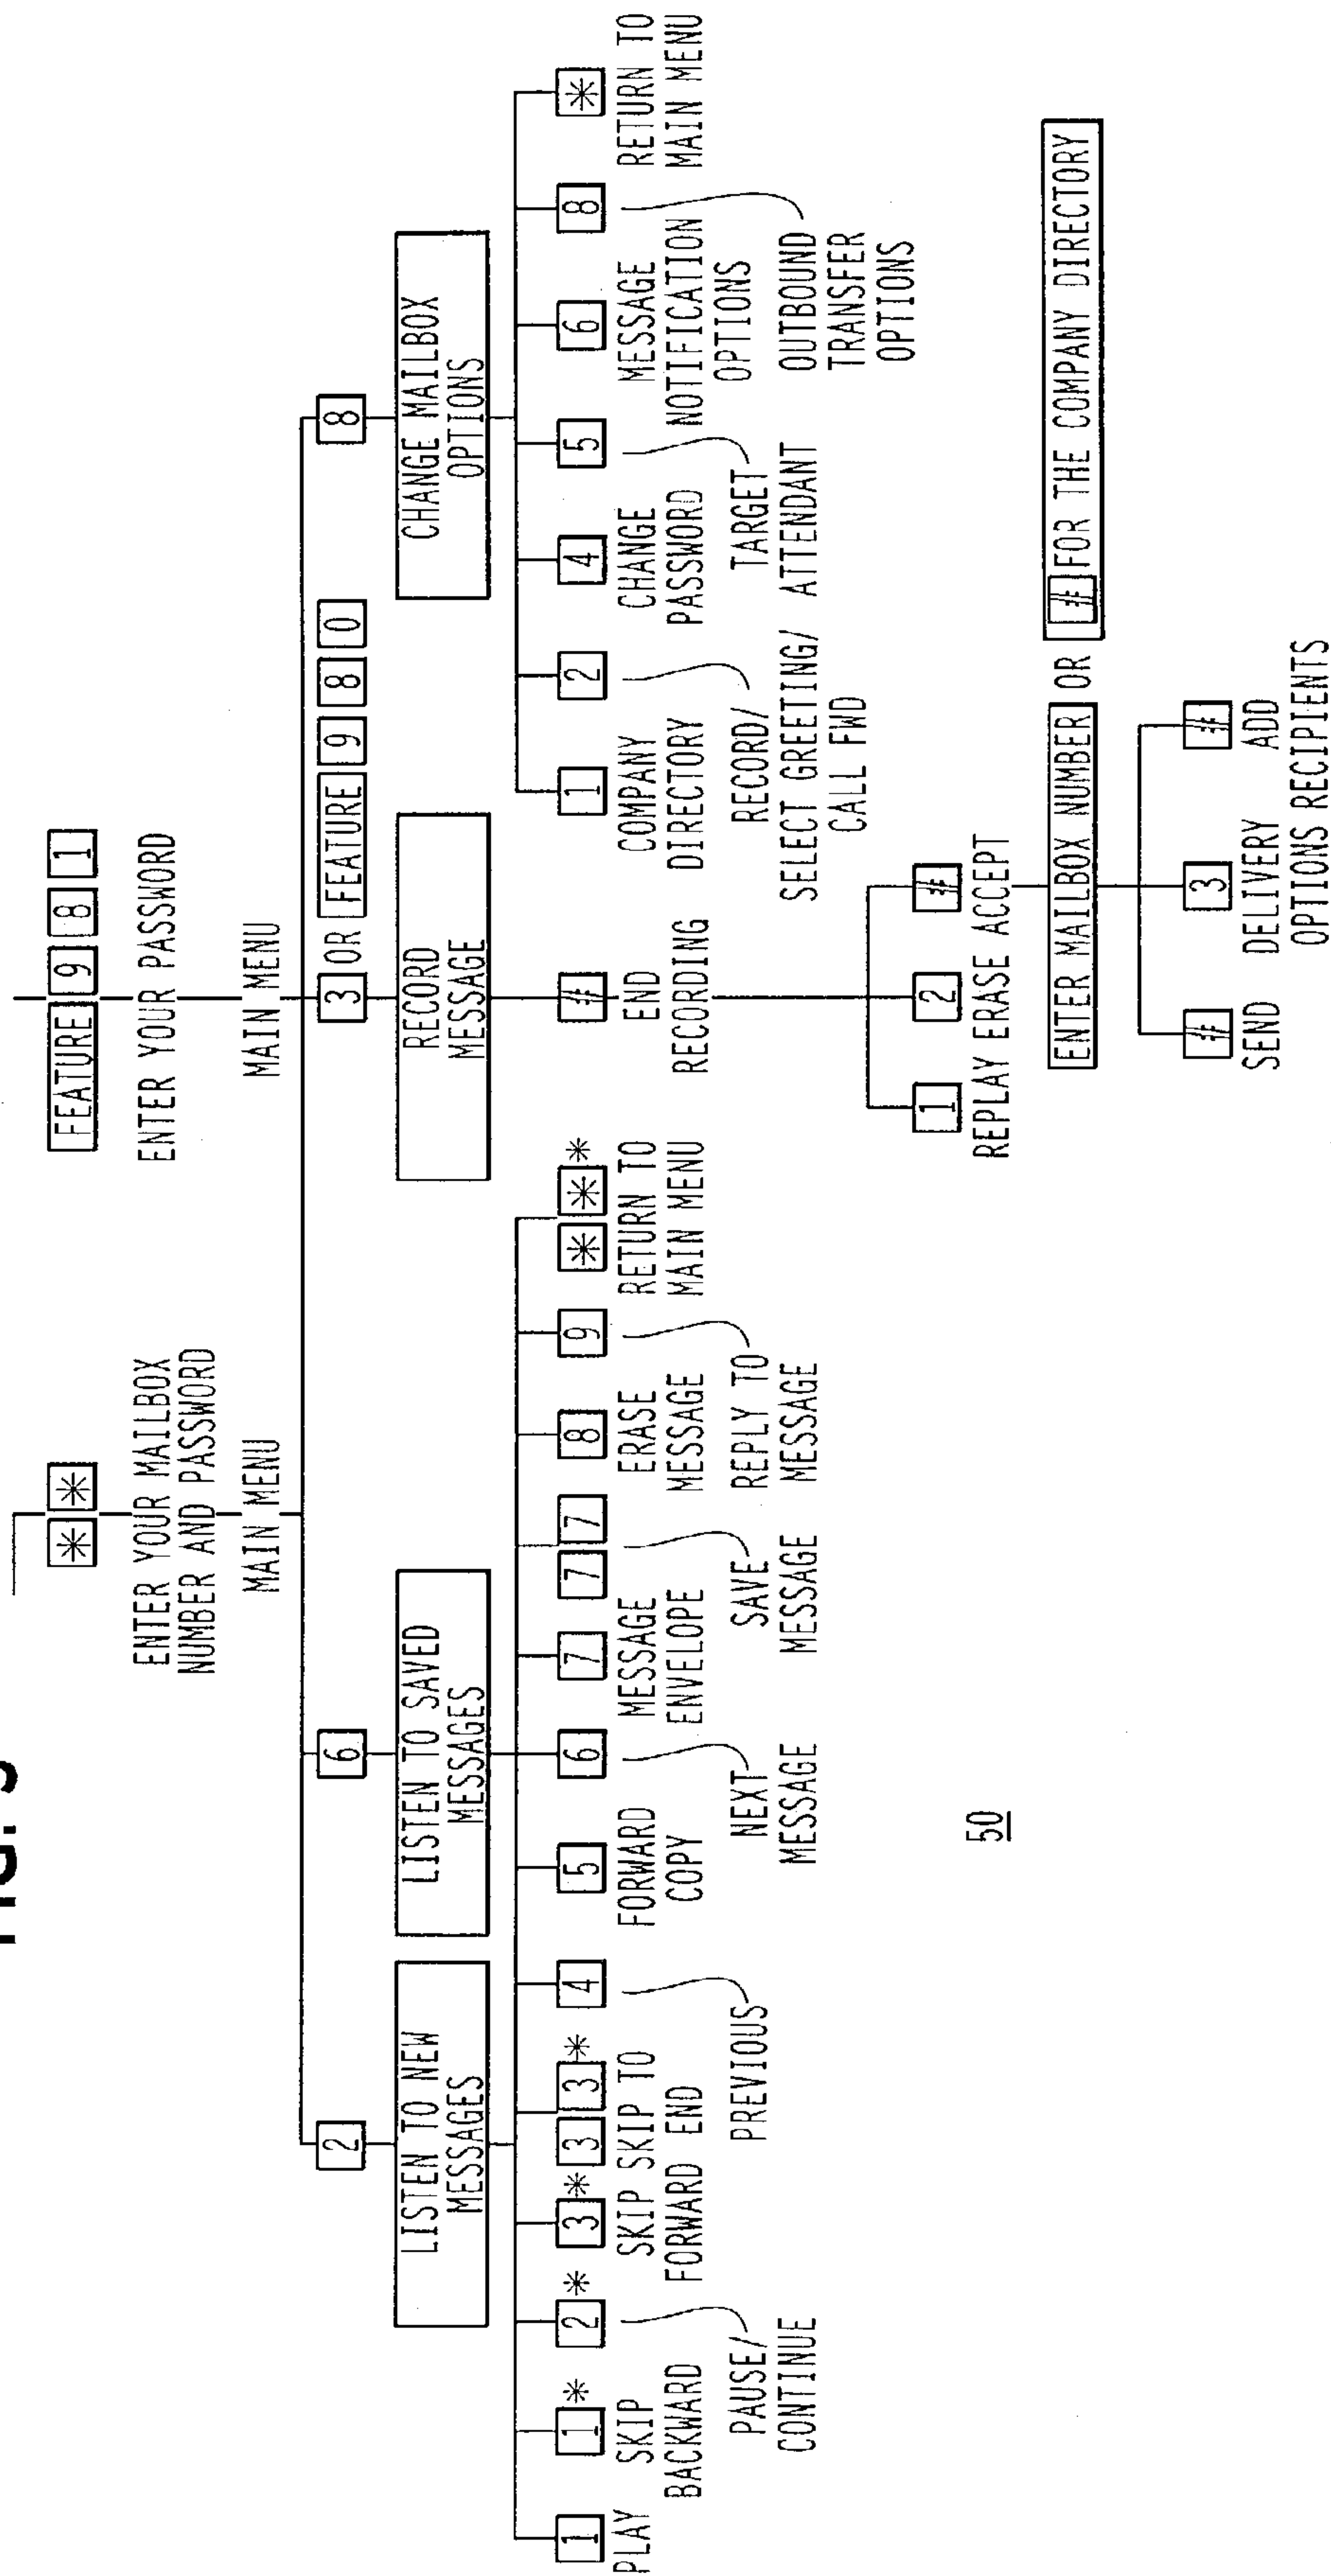 FIG. 5
* *
FEATURE 9 8 1
ENTER YOUR MAILBOX
NUMBER AND PASSWORD
ENTER YOUR PASSWORD
MAIN MENU
MAIN MENU
2
6
3 OR FEATURE 9 8 0
8
LISTEN TO NEW
MESSAGES
LISTEN TO SAVED
MESSAGES
RECORD
MESSAGE
CHANGE MAILBOX
OPTIONS
1
PLAY
1 *
SKIP
BACKWARD
2 *
PAUSE/
CONTINUE
3 *
SKIP
FORWARD
3 3 *
SKIP TO
END
4
PREVIOUS
5
FORWARD
COPY
6
NEXT
MESSAGE
7
MESSAGE
ENVELOPE
7 7
SAVE
MESSAGE
8
ERASE
MESSAGE
9
REPLY TO
MESSAGE
* * *
RETURN TO
MAIN MENU
#
END
RECORDING
1
REPLAY
2
ERASE
#
ACCEPT
ENTER MAILBOX NUMBER OR # FOR THE COMPANY DIRECTORY
#
SEND
3
DELIVERY
OPTIONS
#
ADD
RECIPIENTS
1
COMPANY
DIRECTORY
2
RECORD/
SELECT GREETING/
CALL FWD
4
CHANGE
PASSWORD
5
TARGET
ATTENDANT
6
MESSAGE
NOTIFICATION
OPTIONS
8
OUTBOUND
TRANSFER
OPTIONS
*
RETURN TO
MAIN MENU
50